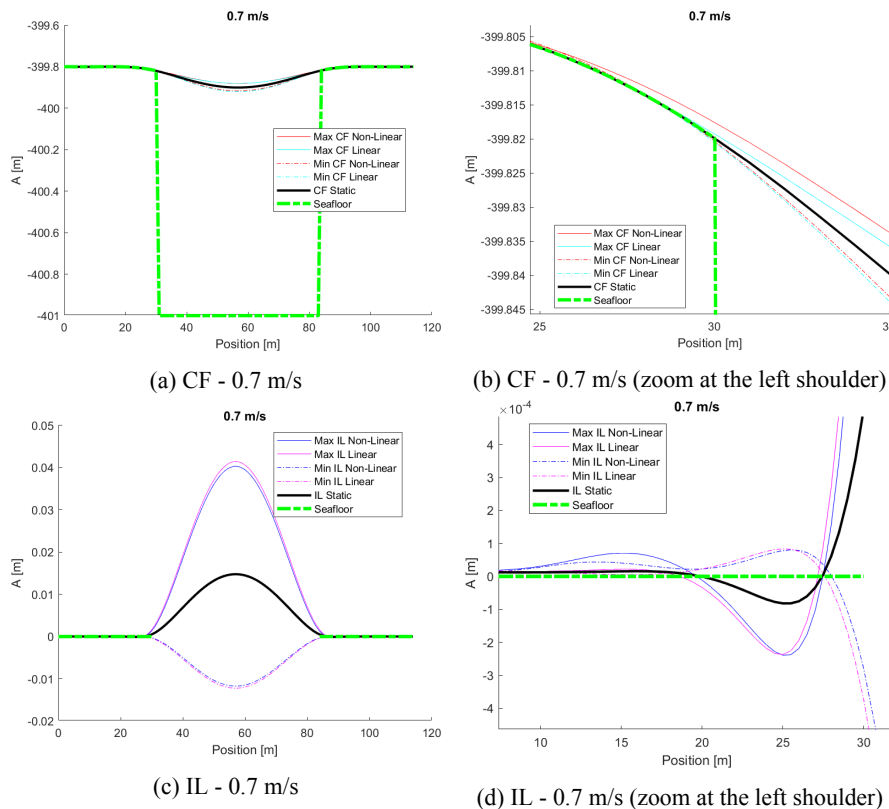 0.7 m/s
-399.6
-399.8
-400
-400.2
-400.4
-400.6
-400.8
-401
A [m]
0 20 40 60 80 100 120
Position [m]
Max CF Non-Linear
Max CF Linear
Min CF Non-Linear
Min CF Linear
CF Static
Seafloor
(a) CF - 0.7 m/s
0.7 m/s
-399.805
-399.81
-399.815
-399.82
-399.825
-399.83
-399.835
-399.84
-399.845
A [m]
25 30
Position [m]
Max CF Non-Linear
Max CF Linear
Min CF Non-Linear
Min CF Linear
CF Static
Seafloor
(b) CF - 0.7 m/s (zoom at the left shoulder)
0.7 m/s
0.05
0.04
0.03
0.02
0.01
0
-0.01
-0.02
A [m]
0 20 40 60 80 100 120
Position [m]
Max IL Non-Linear
Max IL Linear
Min IL Non-Linear
Min IL Linear
IL Static
Seafloor
(c) IL - 0.7 m/s
0.7 m/s
×10-4
4
3
2
1
0
-1
-2
-3
-4
A [m]
10 15 20 25 30
Position [m]
Max IL Non-Linear
Max IL Linear
Min IL Non-Linear
Min IL Linear
IL Static
Seafloor
(d) IL - 0.7 m/s (zoom at the left shoulder)